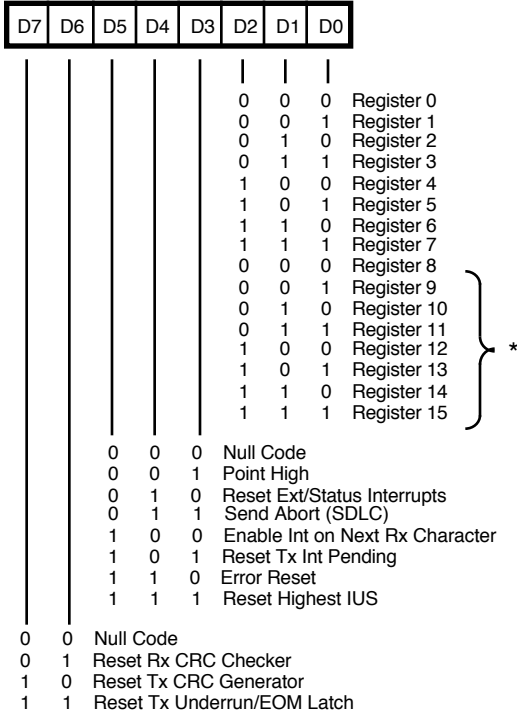 D7 D6 D5 D4 D3 D2 D1 D0
0 0 0 Register 0
0 0 1 Register 1
0 1 0 Register 2
0 1 1 Register 3
1 0 0 Register 4
1 0 1 Register 5
1 1 0 Register 6
1 1 1 Register 7
0 0 0 Register 8
0 0 1 Register 9
0 1 0 Register 10
0 1 1 Register 11
1 0 0 Register 12
1 0 1 Register 13
1 1 0 Register 14
1 1 1 Register 15
*
0 0 0 Null Code
0 0 1 Point High
0 1 0 Reset Ext/Status Interrupts
0 1 1 Send Abort (SDLC)
1 0 0 Enable Int on Next Rx Character
1 0 1 Reset Tx Int Pending
1 1 0 Error Reset
1 1 1 Reset Highest IUS
0 0 Null Code
0 1 Reset Rx CRC Checker
1 0 Reset Tx CRC Generator
1 1 Reset Tx Underrun/EOM Latch